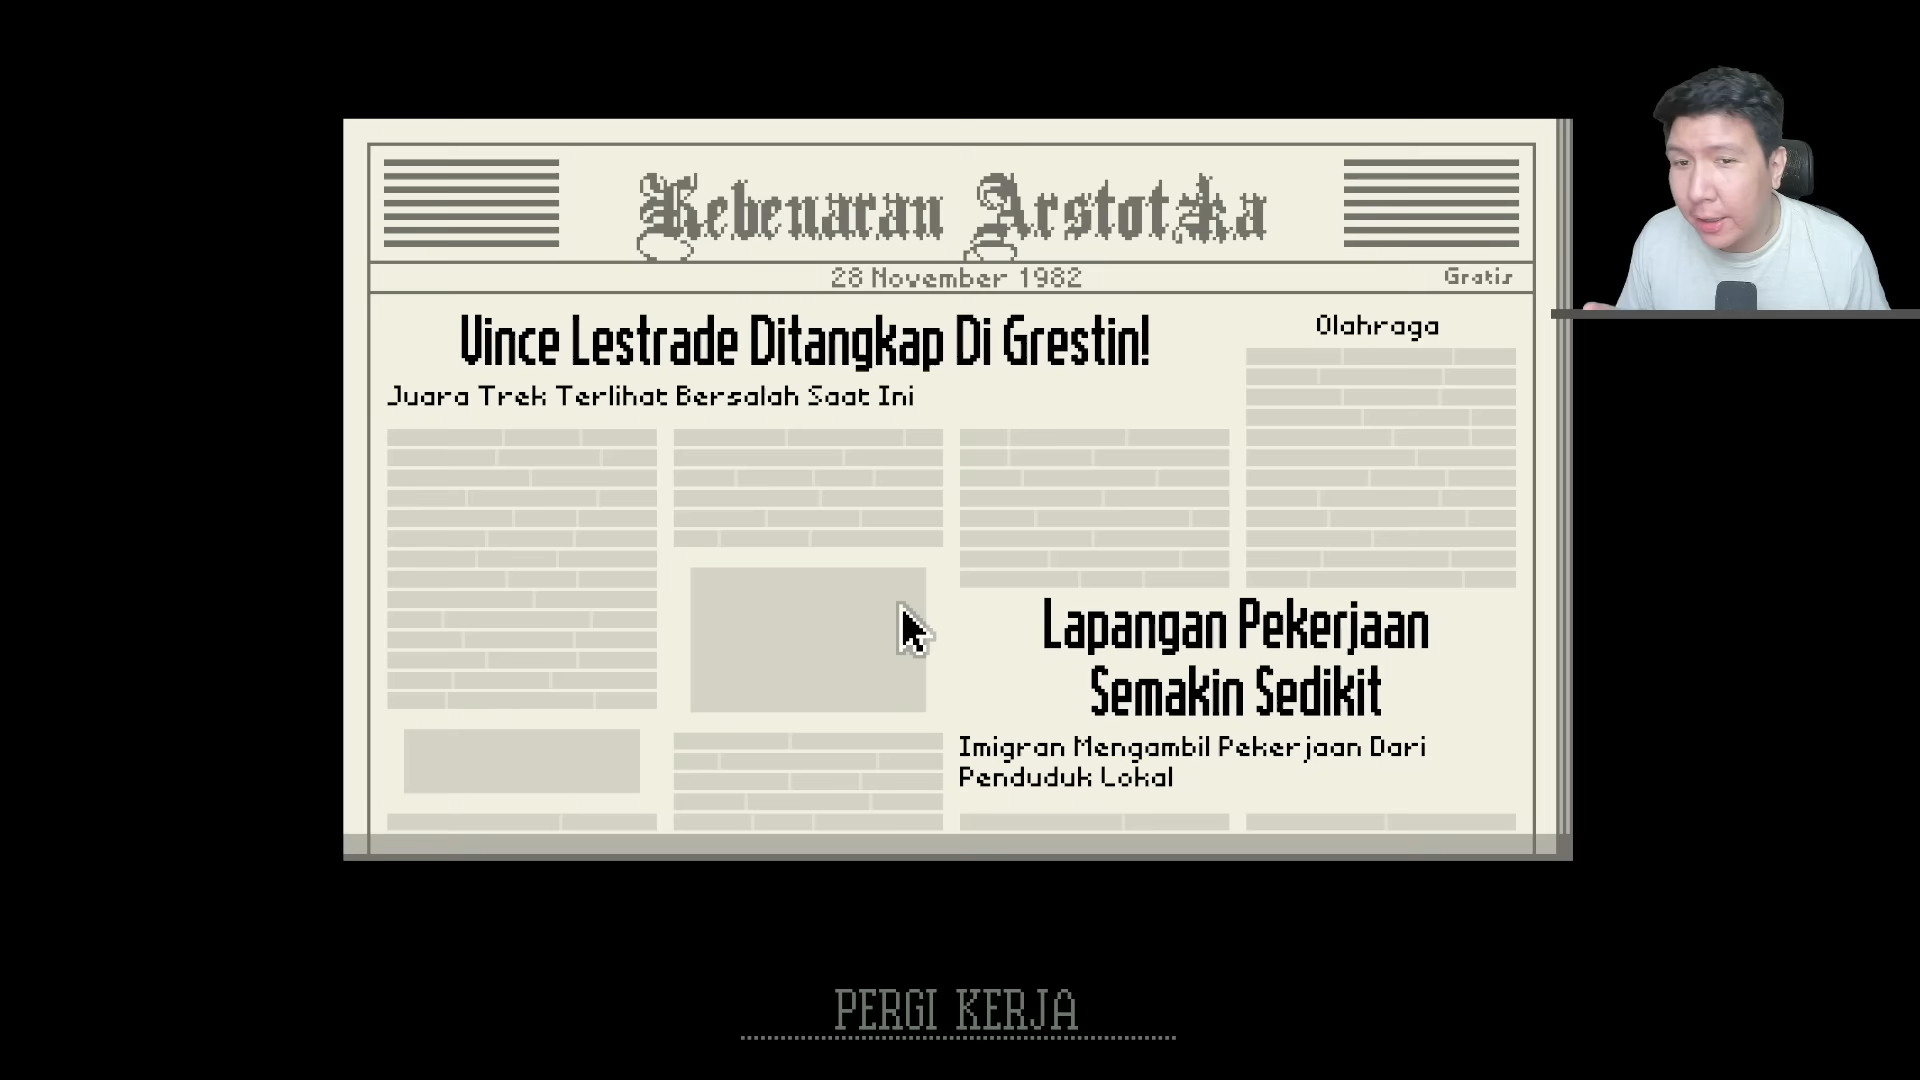 Kebenaran Arstotzka
28 November 1982
Gratis
Vince Lestrade Ditangkap Di Grestin!
Juara Trek Terlihat Bersalah Saat Ini
Olahraga
Lapangan Pekerjaan
Semakin Sedikit
Imigran Mengambil Pekerjaan Dari
Penduduk Lokal
PERGI KERJA